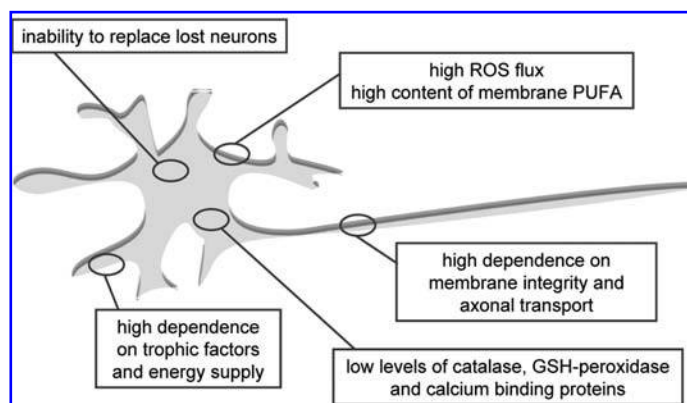 inability to replace lost neurons
high ROS flux
high content of membrane PUFA
high dependence on
membrane integrity and
axonal transport
high dependence
on trophic factors
and energy supply
low levels of catalase, GSH-peroxidase
and calcium binding proteins